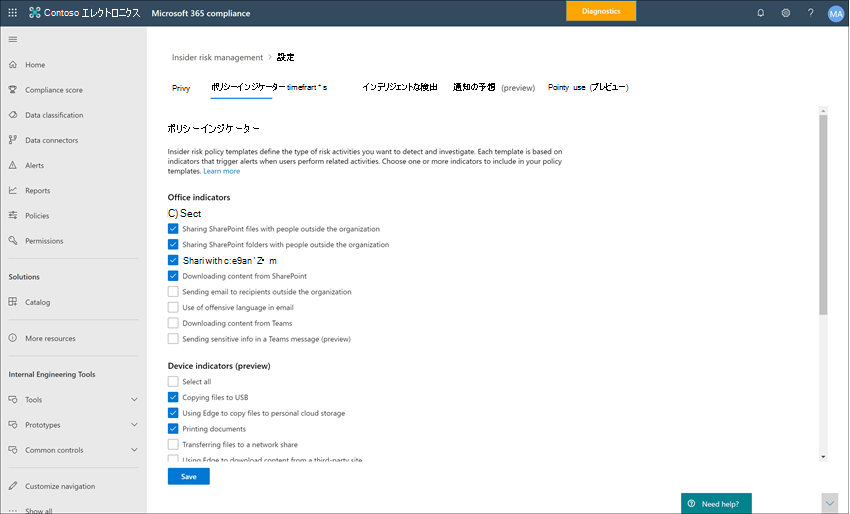 Contoso エレクトロニクス Microsoft 365 compliance
Diagnostics
?
MA
Home
Compliance score
Data classification
Data connectors
Alerts
Reports
Policies
Permissions
Solutions
Catalog
More resources
Internal Engineering Tools
Tools
Prototypes
Common controls
Customize navigation
Show all
Insider risk management > 設定
Privy ポリシーインジケーター timefrart * s インテリジェントな検出 通知の予想 (preview) Pointy use (プレビュー)
ポリシーインジケーター
Insider risk policy templates define the type of risk activities you want to detect and investigate. Each template is based on
indicators that trigger alerts when users perform related activities. Choose one or more indicators to include in your policy
templates. Learn more
Office indicators
C) Sect
Sharing SharePoint files with people outside the organization
Sharing SharePoint folders with people outside the organization
Shari with c:e9an ' Z・ m
Downloading content from SharePoint
Sending email to recipients outside the organization
Use of offensive language in email
Downloading content from Teams
Sending sensitive info in a Teams message (preview)
Device indicators (preview)
Select all
Copying files to USB
Using Edge to copy files to personal cloud storage
Printing documents
Transferring files to a network share
Using Edge to download content from a third-party site
Save
Need help?